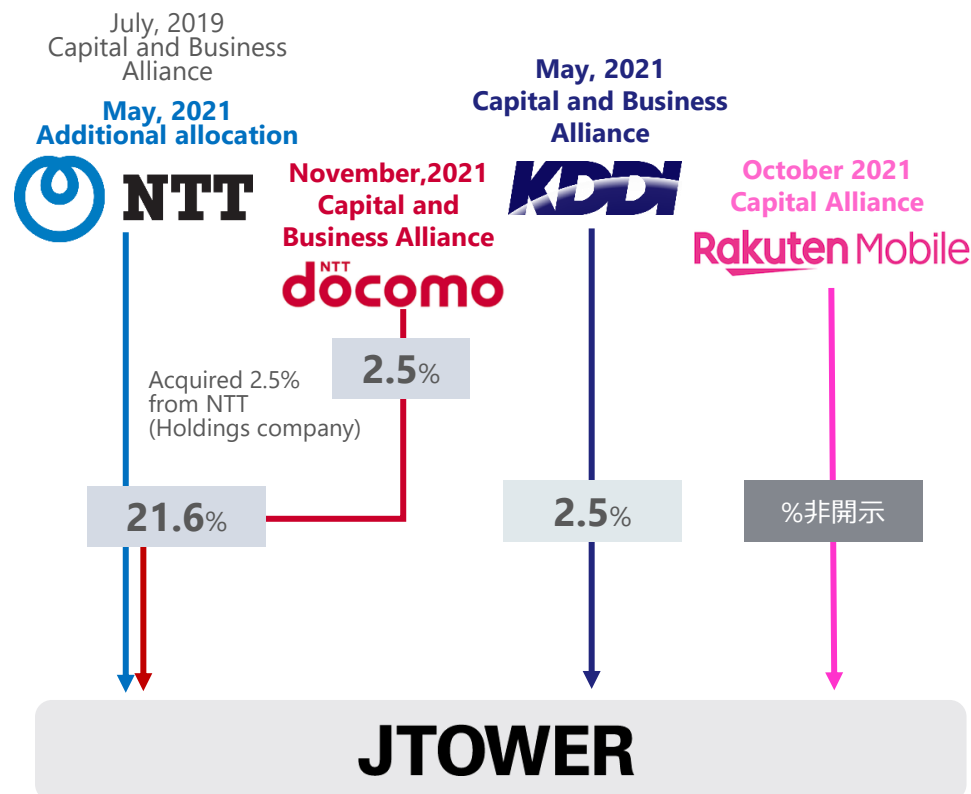 July, 2019
Capital and Business
Alliance
May, 2021
Additional allocation
NTT
November,2021
Capital and
Business Alliance
NTT
docomo
May, 2021
Capital and Business
Alliance
KDDI
October 2021
Capital Alliance
Rakuten Mobile
2.5%
Acquired 2.5%
from NTT
(Holdings company)
21.6%
2.5%
%非開示
JTOWER